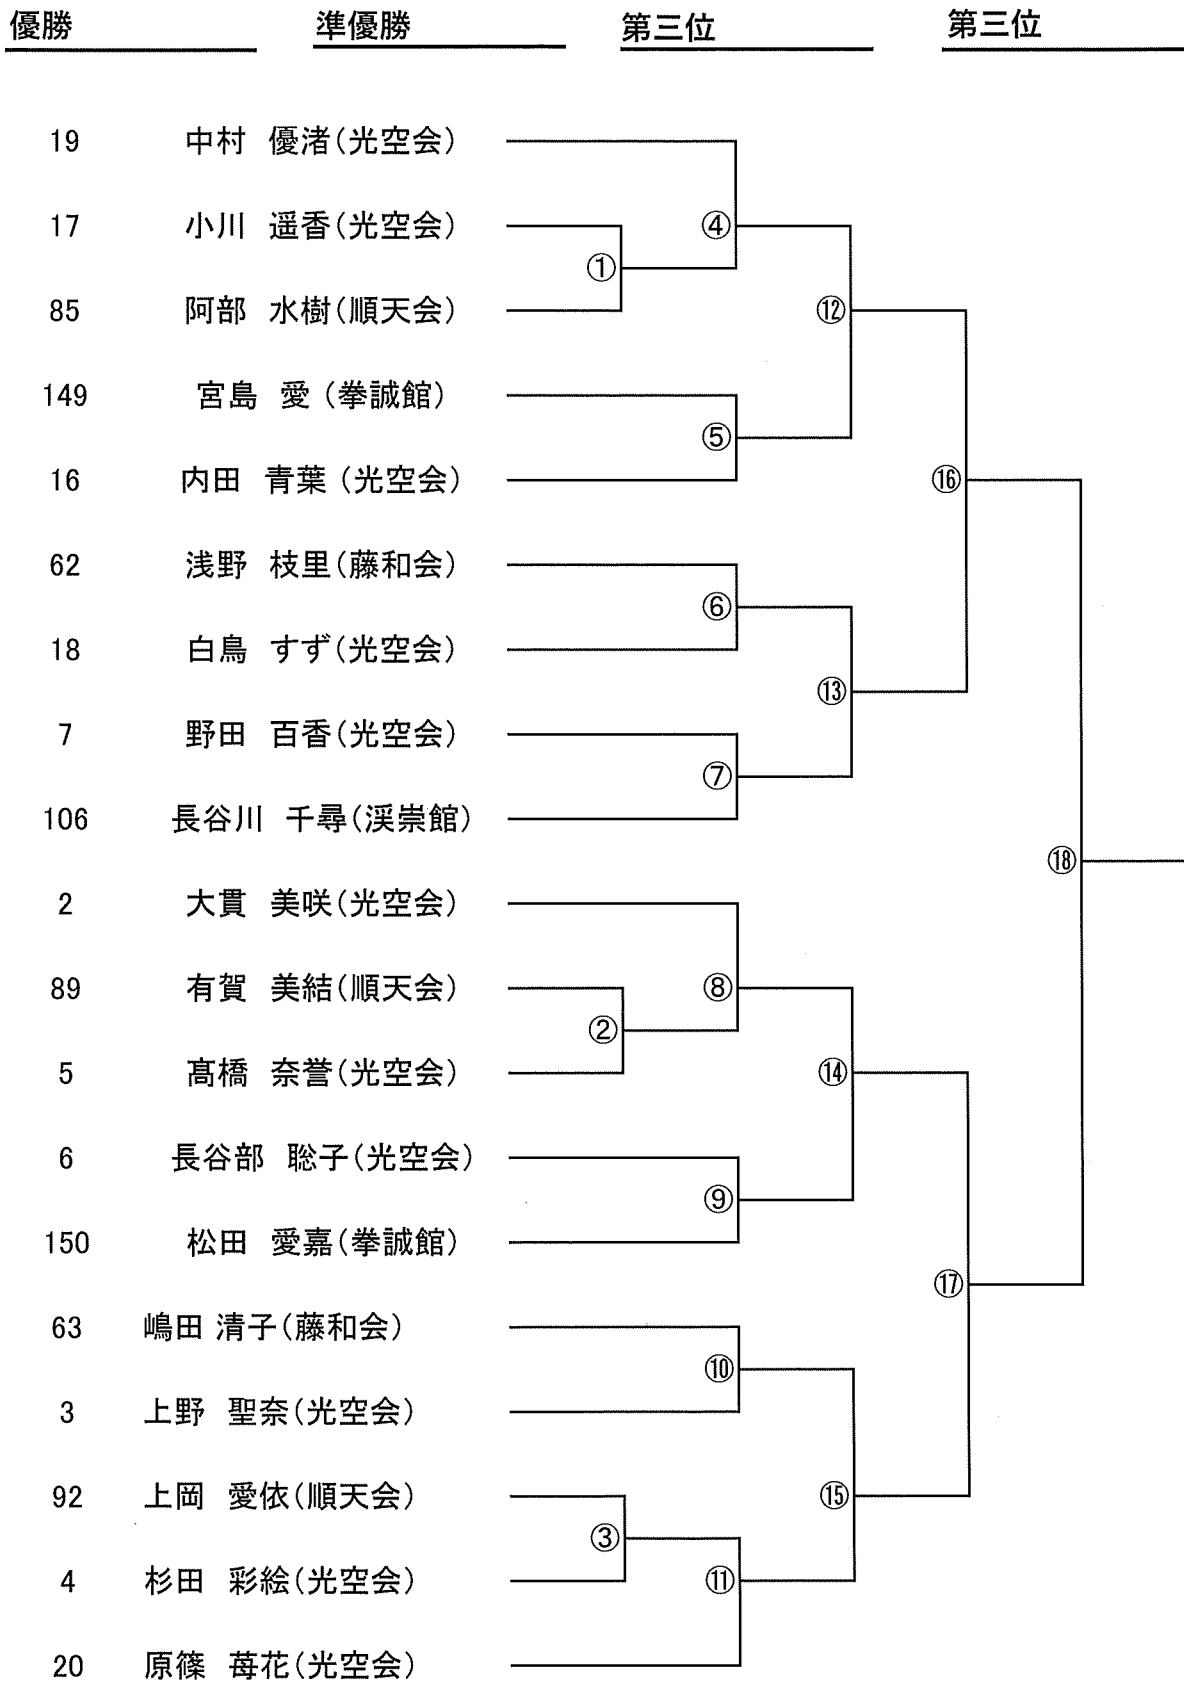 優勝 準優勝 第三位 第三位
19 中村 優渚(光空会)
17 小川 遥香(光空会) ④
①
85 阿部 水樹(順天会) ⑫
149 宮島 愛 (拳誠館)
⑤
16 内田 青葉 (光空会) ⑯
62 浅野 枝里(藤和会)
⑥
18 白鳥 すず(光空会)
⑬
7 野田 百香(光空会)
⑦
106 長谷川 千尋(渓崇館)
⑱
2 大貫 美咲(光空会)
89 有賀 美結(順天会) ⑧
②
5 髙橋 奈誉(光空会) ⑭
6 長谷部 聡子(光空会)
⑨
150 松田 愛嘉(拳誠館)
⑰
63 嶋田 清子(藤和会)
⑩
3 上野 聖奈(光空会)
92 上岡 愛依(順天会) ⑮
③
4 杉田 彩絵(光空会) ⑪
20 原篠 苺花(光空会)